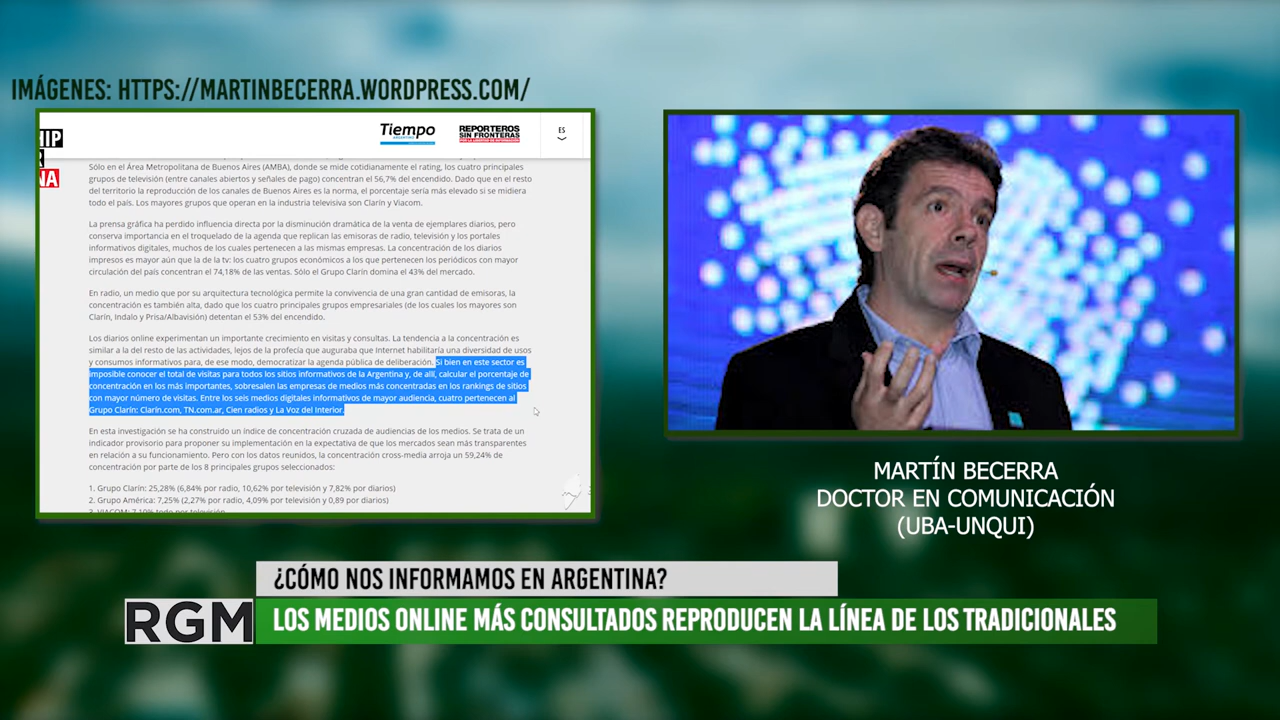 IMÁGENES: HTTPS://MARTINBECERRA.WORDPRESS.COM/
Tiempo
REPORTEROS
SIN FRONTERAS
ES
NA
Sólo en el Área Metropolitana de Buenos Aires (AMBA), donde se mide cotidianamente el rating, los cuatro principales
grupos de televisión (entre canales abiertos y señales de pago) concentran el 56,7% del encendido. Dado que en el resto
del territorio la reproducción de los canales de Buenos Aires es la norma, el porcentaje sería más elevado si se midiera
todo el país. Los mayores grupos que operan en la industria televisiva son Clarín y Viacom.
La prensa gráfica ha perdido influencia directa por la disminución dramática de la venta de ejemplares diarios, pero
conserva importancia en el troquelado de la agenda que replican las emisoras de radio, televisión y los portales
informativos digitales, muchos de los cuales pertenecen a las mismas empresas. La concentración de los diarios
impresos es mayor aún que la de la tv: los cuatro grupos económicos a los que pertenecen los periódicos con mayor
circulación del país concentran el 74,18% de las ventas. Sólo el Grupo Clarín domina el 43% del mercado.
En radio, un medio que por su arquitectura tecnológica permite la convivencia de una gran cantidad de emisoras, la
concentración es también alta, dado que los cuatro principales grupos empresariales (de los cuales los mayores son
Clarín, Indalo y Prisa/Albavisión) detentan el 53% del encendido.
Los diarios online experimentan un importante crecimiento en visitas y consultas. La tendencia a la concentración es
similar a la del resto de las actividades, lejos de la profecía que auguraba que Internet habilitaría una diversidad de usos
y consumos informativos para, de ese modo, democratizar la agenda pública de deliberación. Si bien en este sector es
imposible conocer el total de visitas para todos los sitios informativos de la Argentina y, de allí, calcular el porcentaje de
concentración en los más importantes, sobresalen las empresas de medios más concentradas en los rankings de sitios
con mayor número de visitas. Entre los seis medios digitales informativos de mayor audiencia, cuatro pertenecen al
Grupo Clarín: Clarín.com, TN.com.ar, Cien radios y La Voz del Interior.
En esta investigación se ha construido un índice de concentración cruzada de audiencias de los medios. Se trata de un
indicador provisorio para proponer su implementación en la expectativa de que los mercados sean más transparentes
en relación a su funcionamiento. Pero con los datos reunidos, la concentración cross-media arroja un 59,24% de
concentración por parte de los 8 principales grupos seleccionados:
1. Grupo Clarín: 25,28% (6,84% por radio, 10,62% por televisión y 7,82% por diarios)
2. Grupo América: 7,25% (2,27% por radio, 4,09% por televisión y 0,89 por diarios)
3. VIACOM: 7,10% todo por televisión
MARTÍN BECERRA
DOCTOR EN COMUNICACIÓN
(UBA-UNQUI)
¿CÓMO NOS INFORMAMOS EN ARGENTINA?
RGM
LOS MEDIOS ONLINE MÁS CONSULTADOS REPRODUCEN LA LÍNEA DE LOS TRADICIONALES